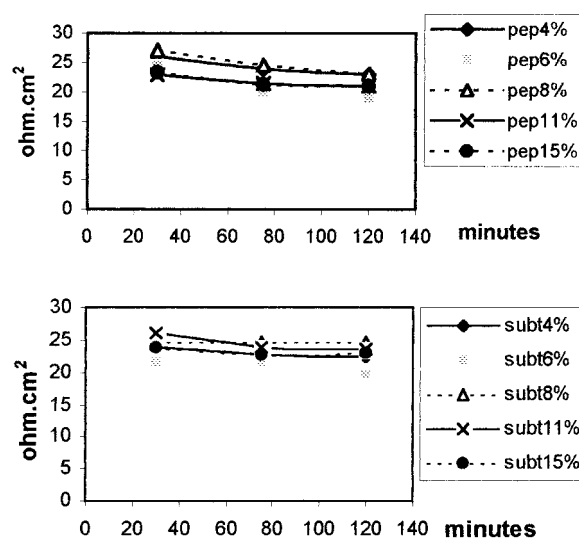 30
25
20
15
10
5
0
ohm.cm²
0 20 40 60 80 100 120 140
minutes
pep4%
pep6%
pep8%
pep11%
pep15%
30
25
20
15
10
5
0
ohm.cm²
0 20 40 60 80 100 120 140
minutes
subt4%
subt6%
subt8%
subt11%
subt15%